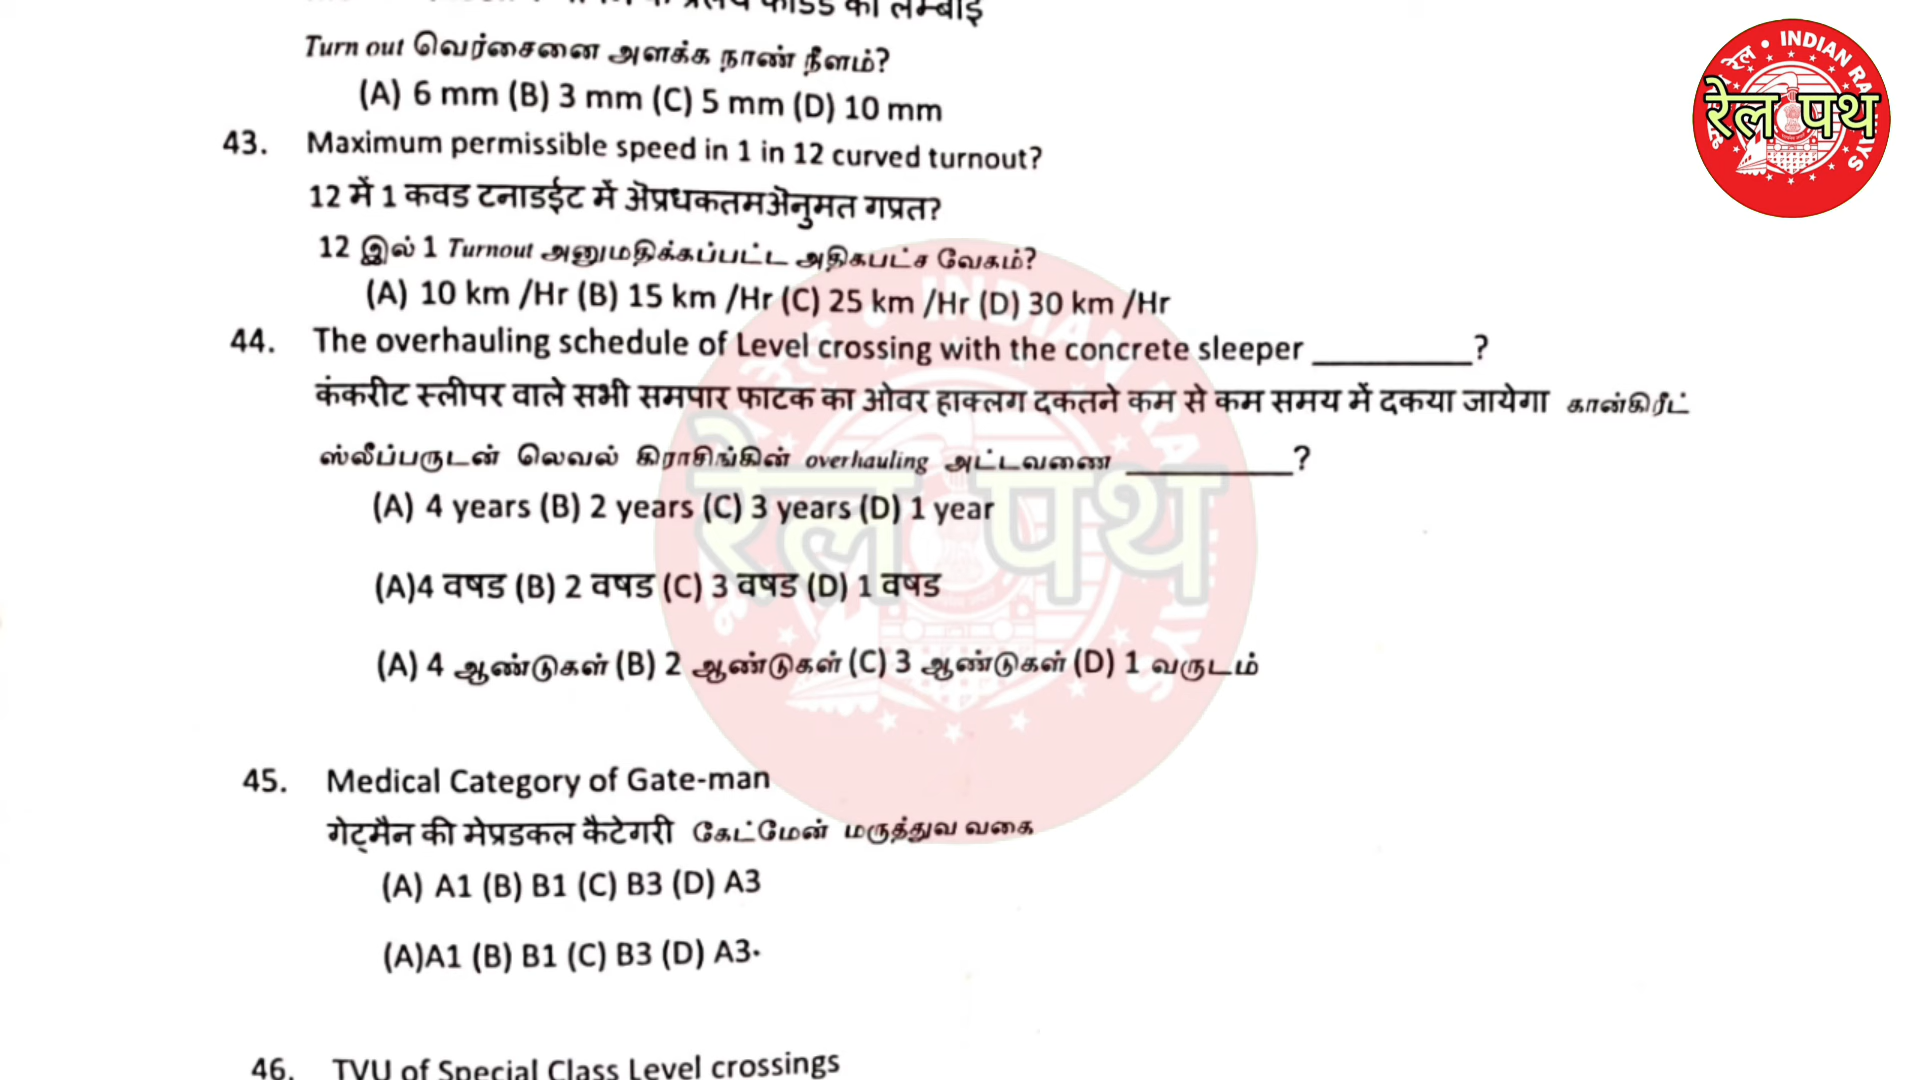 को लम्बाई
Turn out வெர்சைனை அளக்க நாண் நீளம்?
(A) 6 mm (B) 3 mm (C) 5 mm (D) 10 mm
43. Maximum permissible speed in 1 in 12 curved turnout?
12 में 1 कवड टनाडईट में ॲप्रधकतमॲनुमत गप्रत?
12 இல் 1 Turnout அனுமதிக்கப்பட்ட அதிகபட்ச வேகம்?
(A) 10 km /Hr (B) 15 km /Hr (C) 25 km /Hr (D) 30 km /Hr
44. The overhauling schedule of Level crossing with the concrete sleeper __________?
कंकरीट स्लीपर वाले सभी समपार फाटक का ओवर हाक्लग दकतने कम से कम समय में दकया जायेगा கான்கிரீட்
ஸ்லீப்பருடன் லெவல் கிராசிங்கின் overhauling அட்டவணை __________?
(A) 4 years (B) 2 years (C) 3 years (D) 1 year
(A)4 वषड (B) 2 वषड (C) 3 वषड (D) 1 वषड
(A) 4 ஆண்டுகள் (B) 2 ஆண்டுகள் (C) 3 ஆண்டுகள் (D) 1 வருடம்
45. Medical Category of Gate-man
गेट्मैन की मेप्रडकल कैटेगरी கேட்மேன் மருத்துவ வகை
(A) A1 (B) B1 (C) B3 (D) A3
(A)A1 (B) B1 (C) B3 (D) A3.
46. TVU of Special Class Level crossings
रेल पथ
INDIAN RAILWAYS